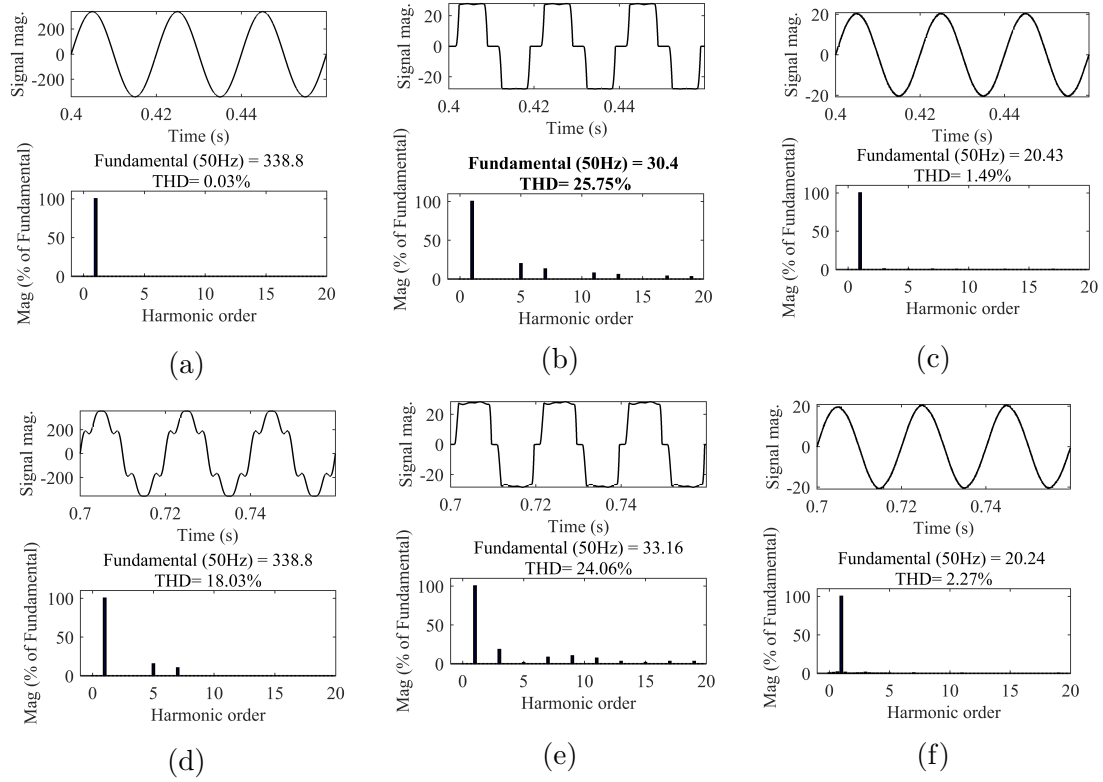 Signal mag.
200
0
-200
0.4 0.42 0.44
Time (s)
Fundamental (50Hz) = 338.8
THD= 0.03%
Mag (% of Fundamental)
100
50
0
0 5 10 15 20
Harmonic order
(a)
Signal mag.
20
0
-20
0.4 0.42 0.44
Time (s)
Fundamental (50Hz) = 30.4
THD= 25.75%
Mag (% of Fundamental)
100
50
0
0 5 10 15 20
Harmonic order
(b)
Signal mag.
20
0
-20
0.4 0.42 0.44
Time (s)
Fundamental (50Hz) = 20.43
THD= 1.49%
Mag (% of Fundamental)
100
50
0
0 5 10 15 20
Harmonic order
(c)
Signal mag.
200
0
-200
0.7 0.72 0.74
Time (s)
Fundamental (50Hz) = 338.8
THD= 18.03%
Mag (% of Fundamental)
100
50
0
0 5 10 15 20
Harmonic order
(d)
Signal mag.
20
0
-20
0.7 0.72 0.74
Time (s)
Fundamental (50Hz) = 33.16
THD= 24.06%
Mag (% of Fundamental)
100
50
0
0 5 10 15 20
Harmonic order
(e)
Signal mag.
20
0
-20
0.7 0.72 0.74
Time (s)
Fundamental (50Hz) = 20.24
THD= 2.27%
Mag (% of Fundamental)
100
50
0
0 5 10 15 20
Harmonic order
(f)